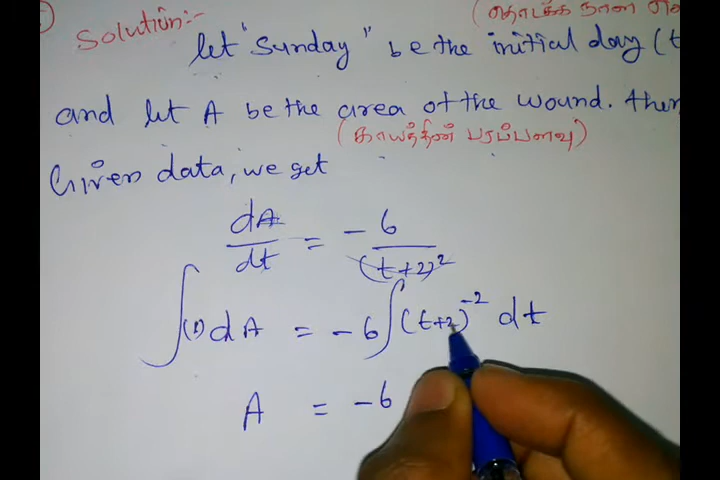 (தொடக்க நாள்
Solution:-
let "Sunday" be the initial day (t
and let A be the area of the wound. Then
(காயத்தின் பரப்பளவு)
Given data, we get
dA/dt = -6/(t+2)²
∫(1) dA = -6∫(t+2)⁻² dt
A = -6